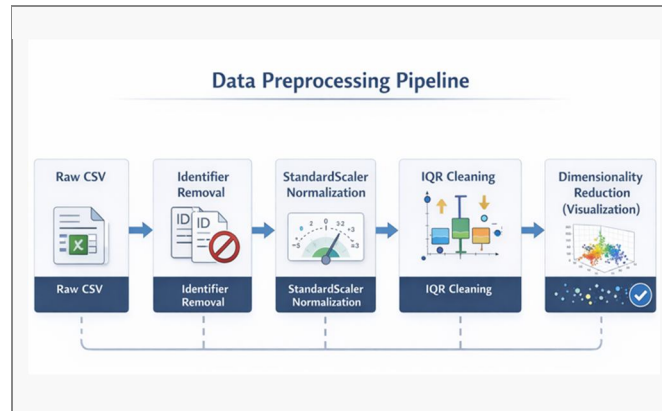 Data Preprocessing Pipeline
Raw CSV
Identifier
Removal
StandardScaler
Normalization
IQR Cleaning
Dimensionality
Reduction
(Visualization)
X
ID
ID
Raw CSV
Identifier
Removal
StandardScaler
Normalization
IQR Cleaning